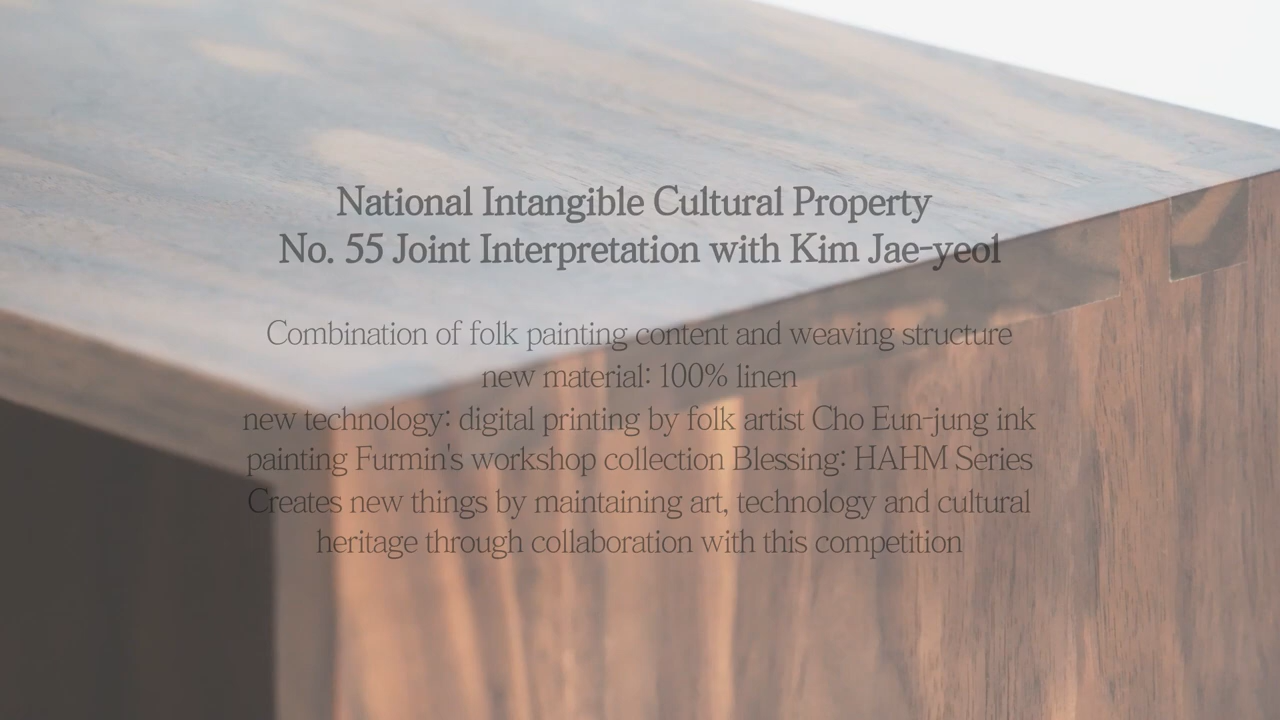 National Intangible Cultural Property
No. 55 Joint Interpretation with Kim Jae-yeol
Combination of folk painting content and weaving structure
new material: 100% linen
new technology: digital printing by folk artist Cho Eun-jung ink
painting Furmin's workshop collection Blessing: HAHM Series
Creates new things by maintaining art, technology and cultural
heritage through collaboration with this competition